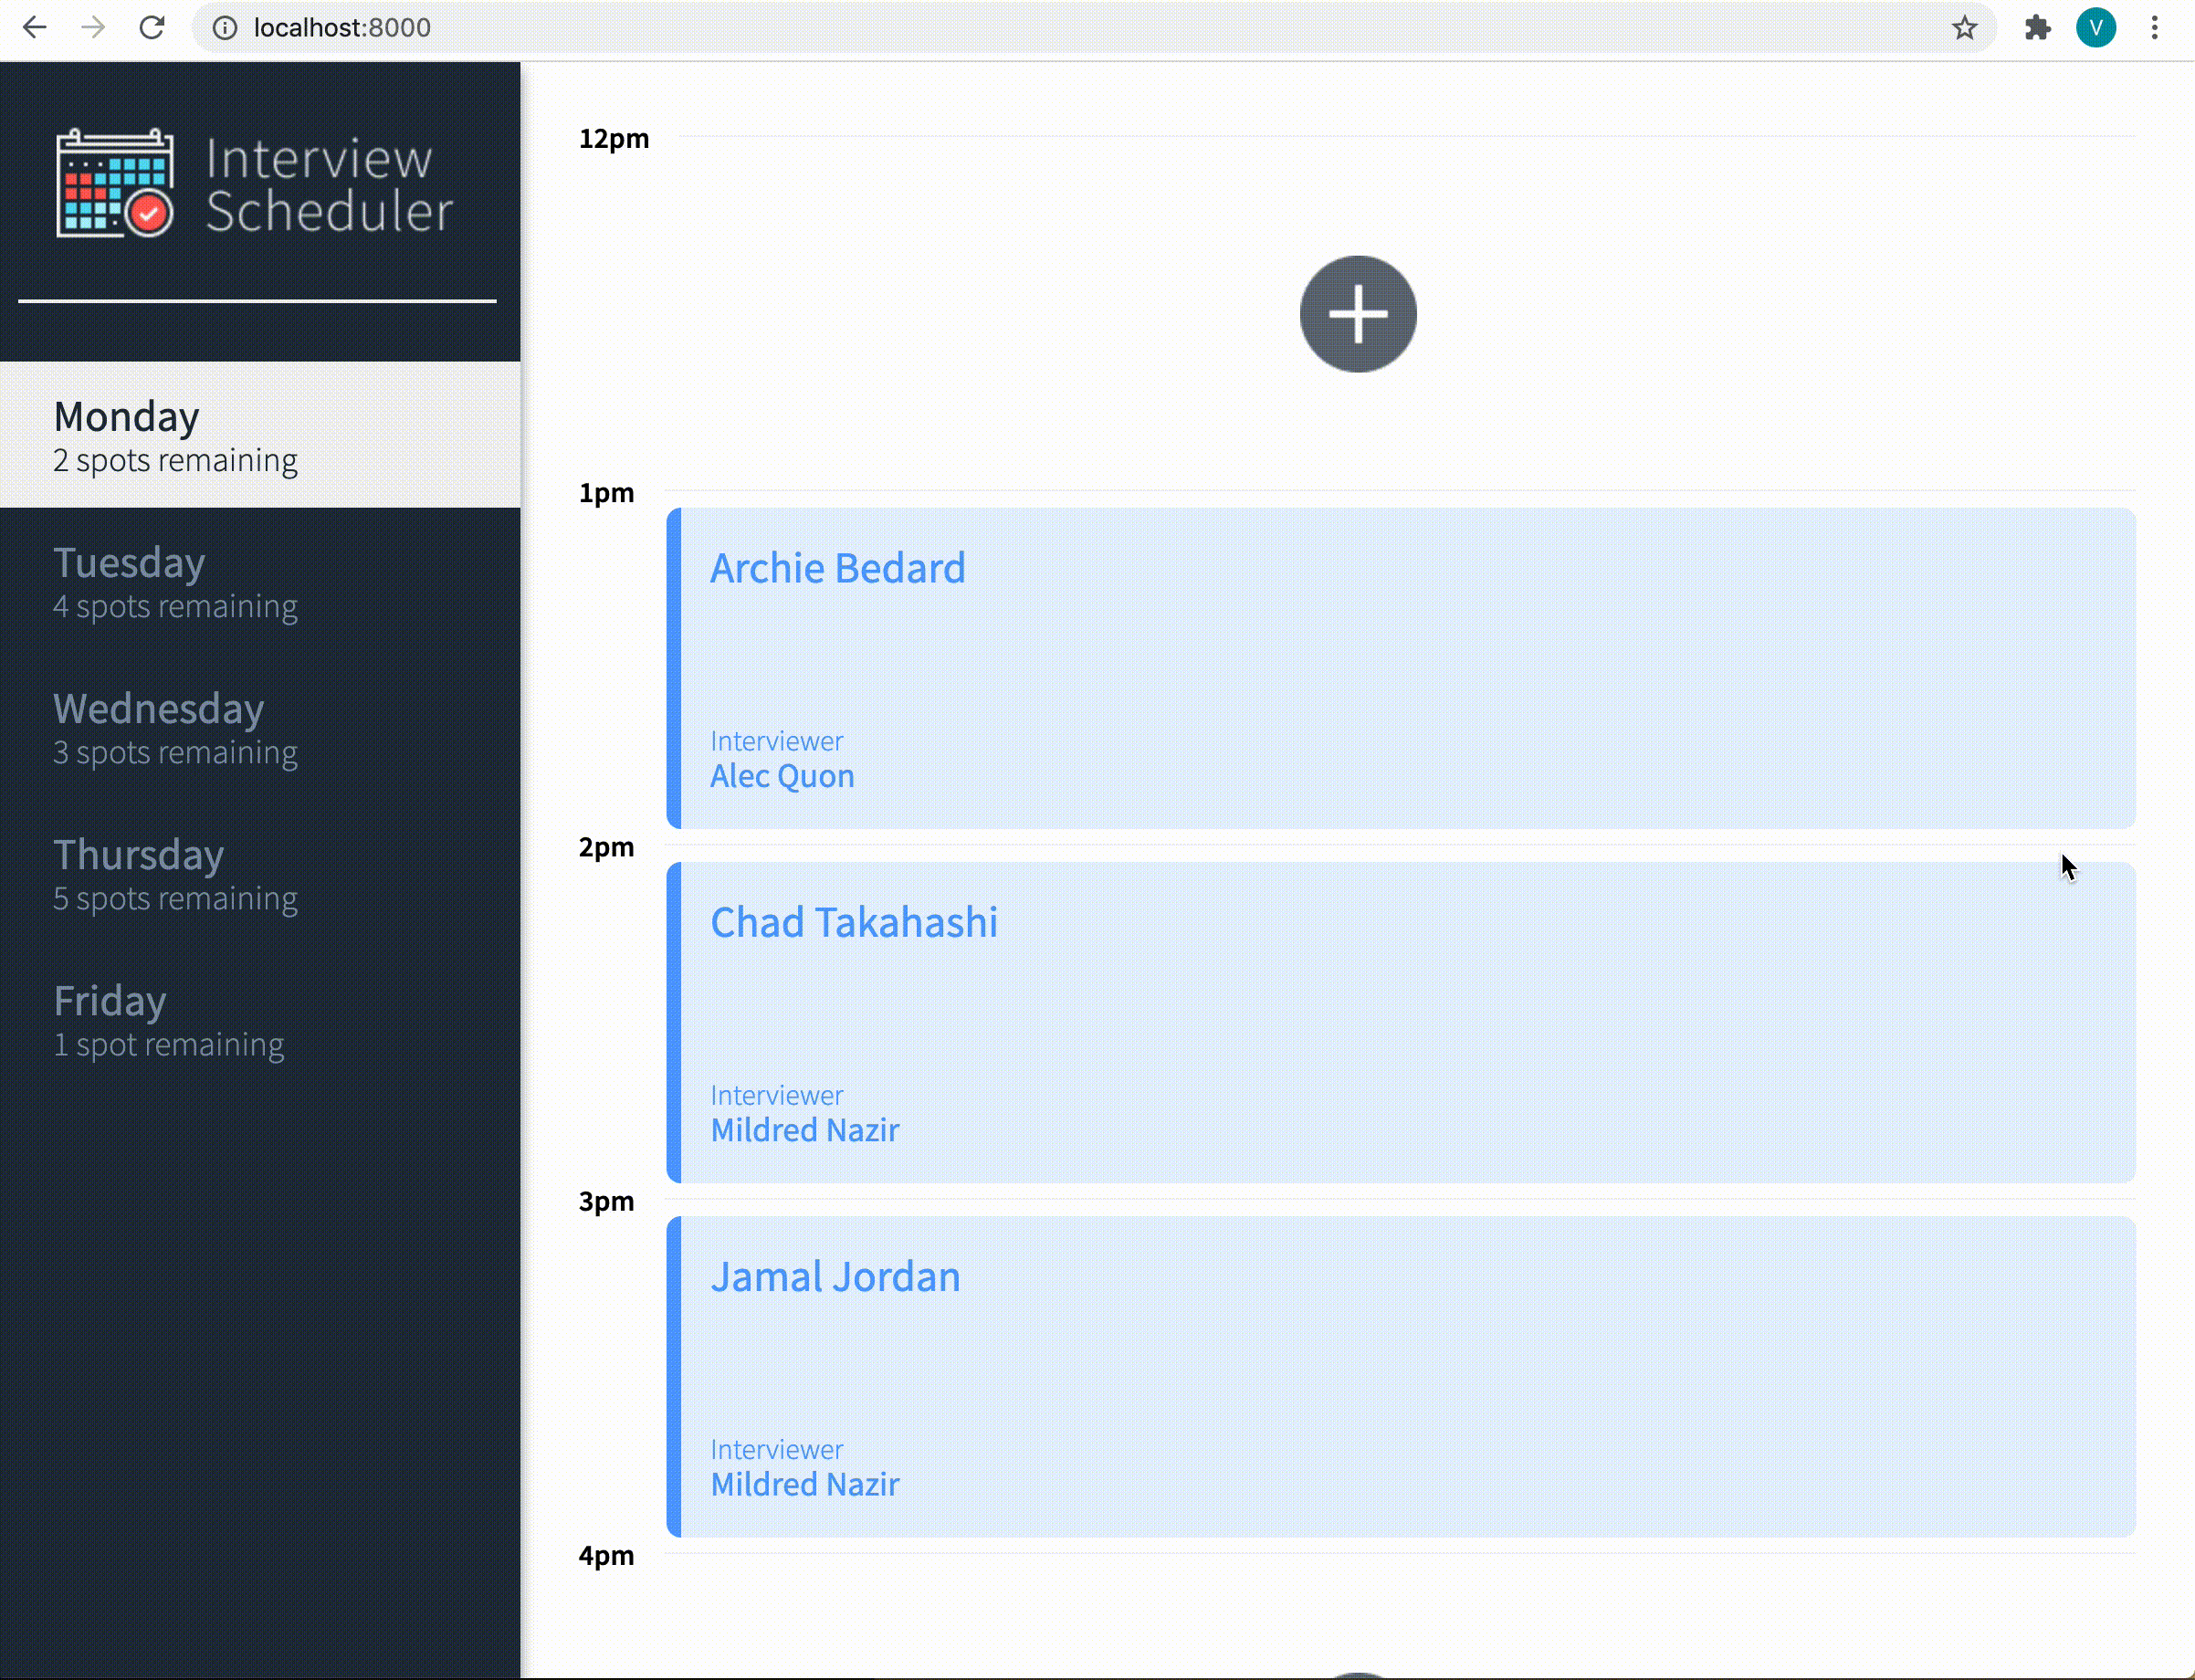 localhost:8000
V
Interview
Scheduler
Monday
2 spots remaining
Tuesday
4 spots remaining
Wednesday
3 spots remaining
Thursday
5 spots remaining
Friday
1 spot remaining
12pm
1pm
Archie Bedard
Interviewer
Alec Quon
2pm
Chad Takahashi
Interviewer
Mildred Nazir
3pm
Jamal Jordan
Interviewer
Mildred Nazir
4pm